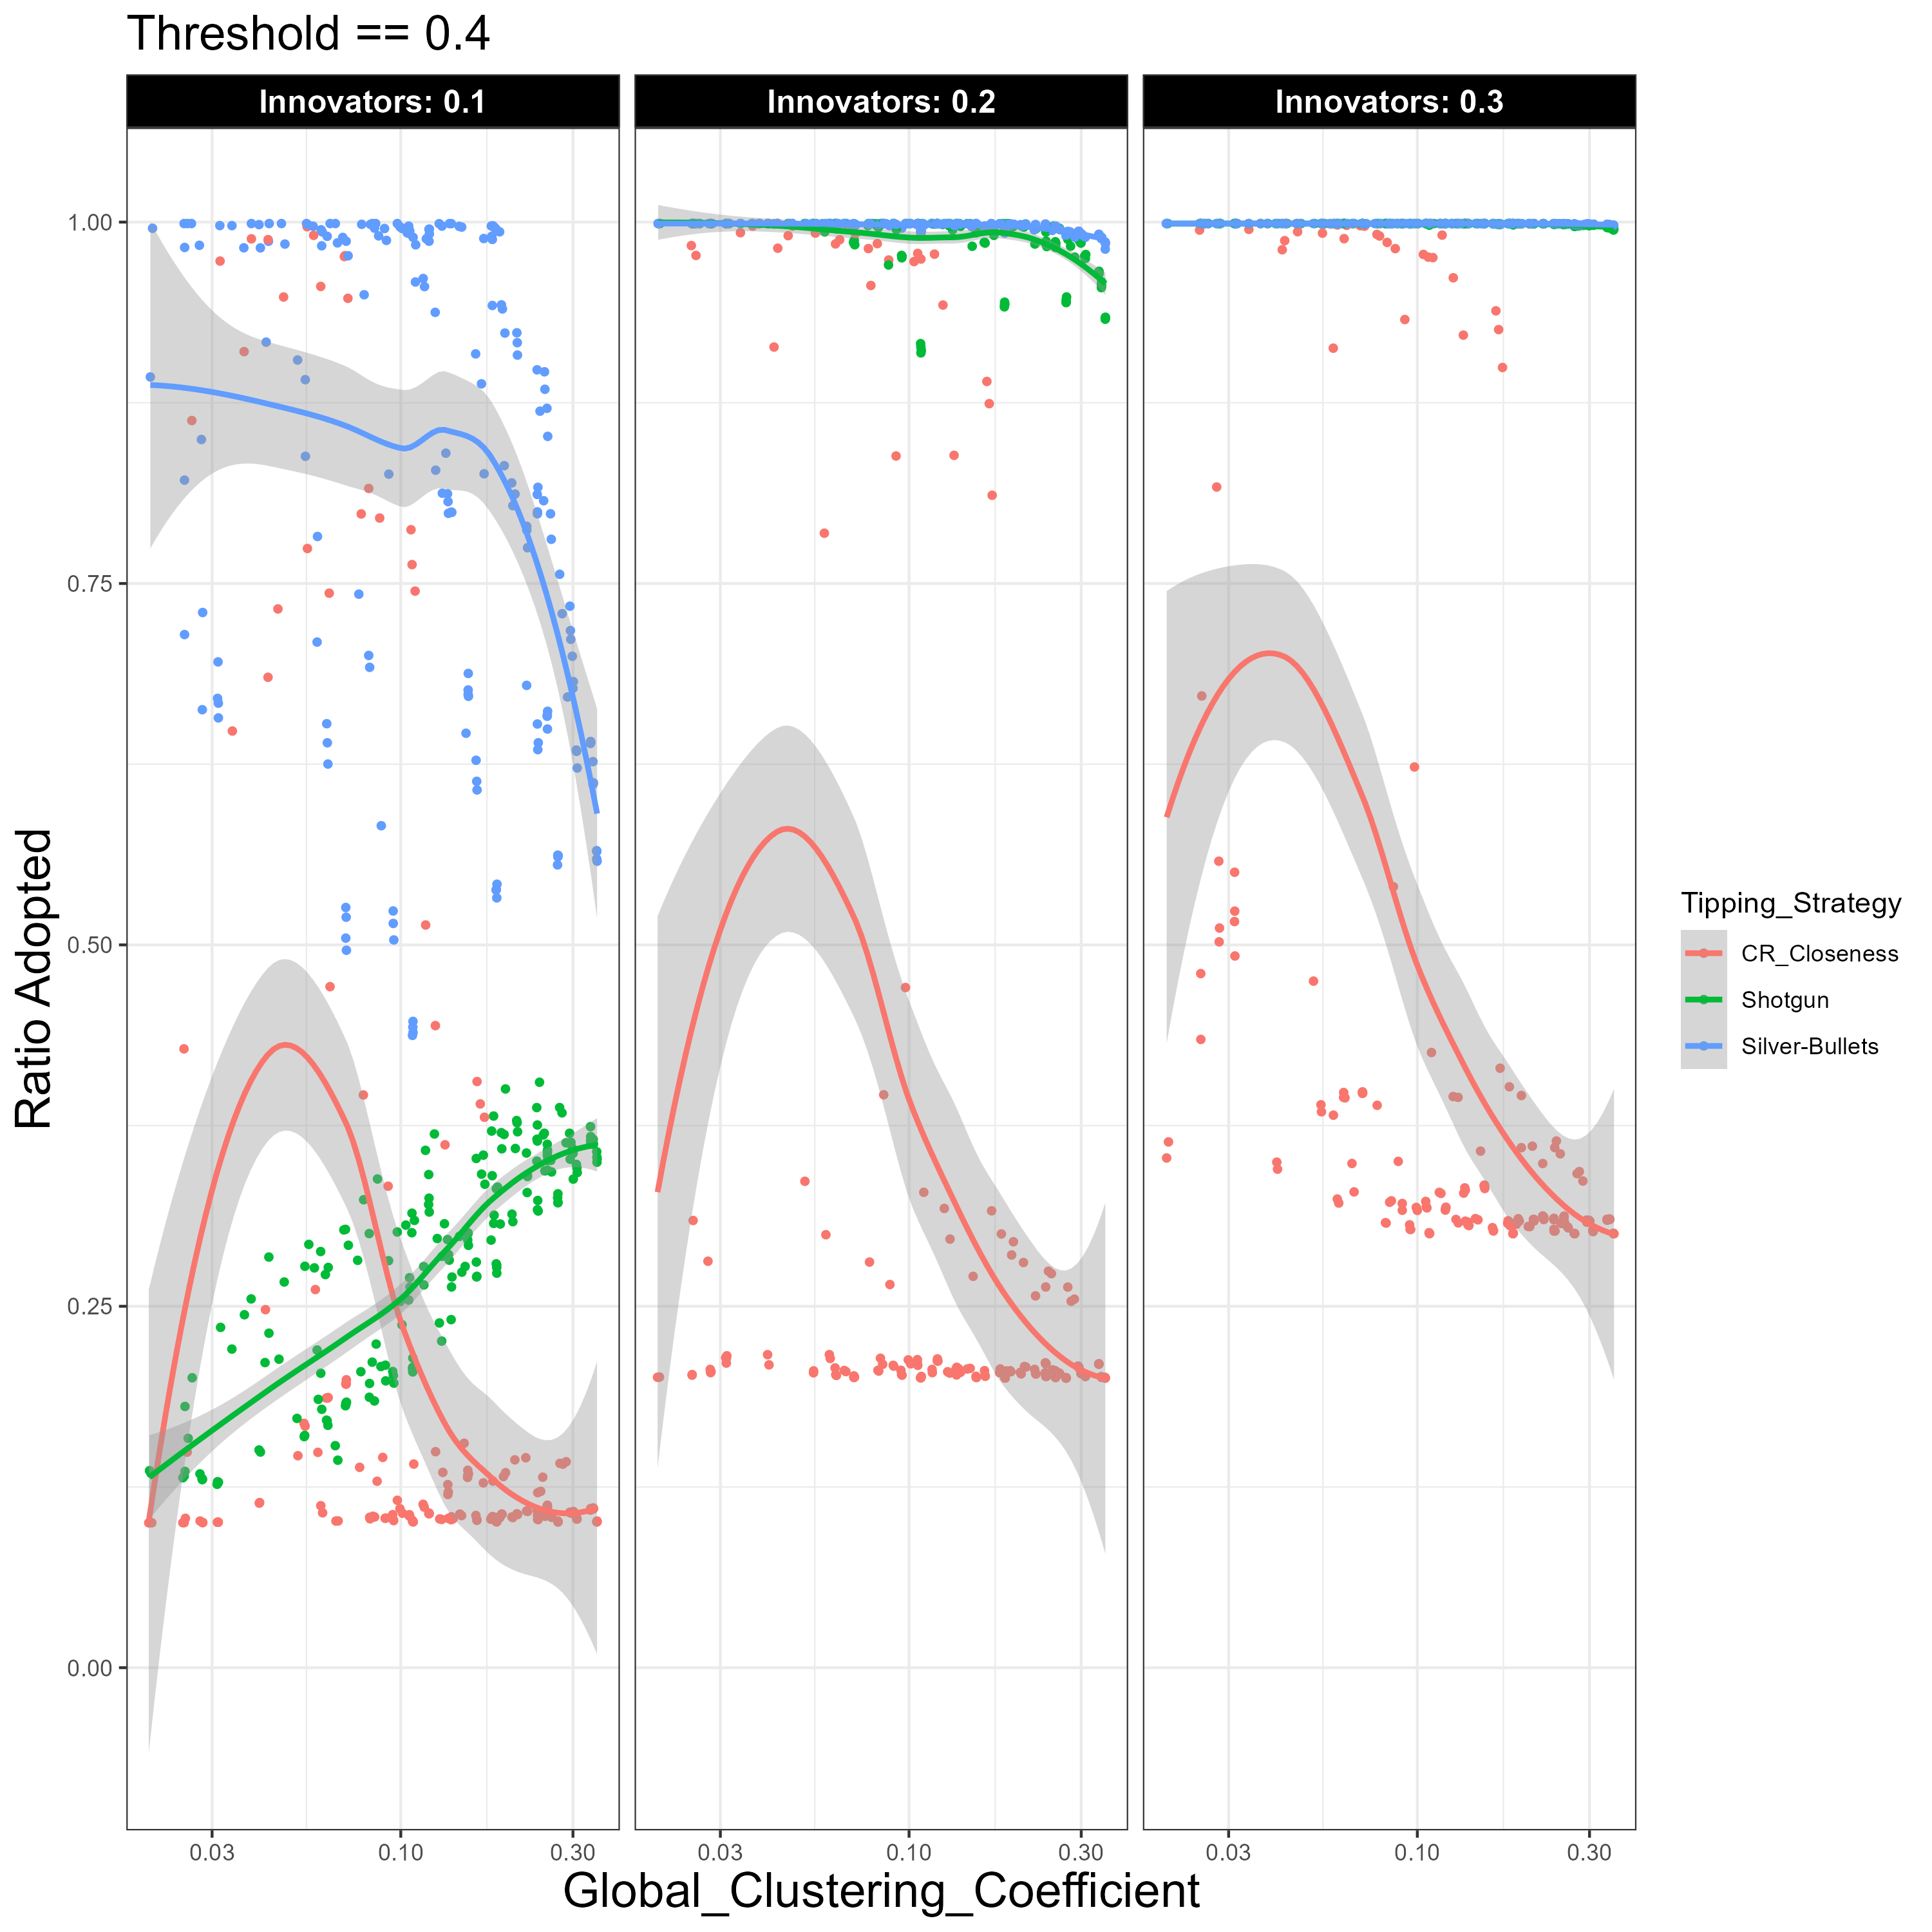 Threshold == 0.4
Innovators: 0.1
Innovators: 0.2
Innovators: 0.3
1.00
0.75
0.50
0.25
0.00
Ratio Adopted
0.03
0.10
0.30
0.03
0.10
0.30
0.03
0.10
0.30
Global_Clustering_Coefficient
Tipping_Strategy
CR_Closeness
Shotgun
Silver-Bullets